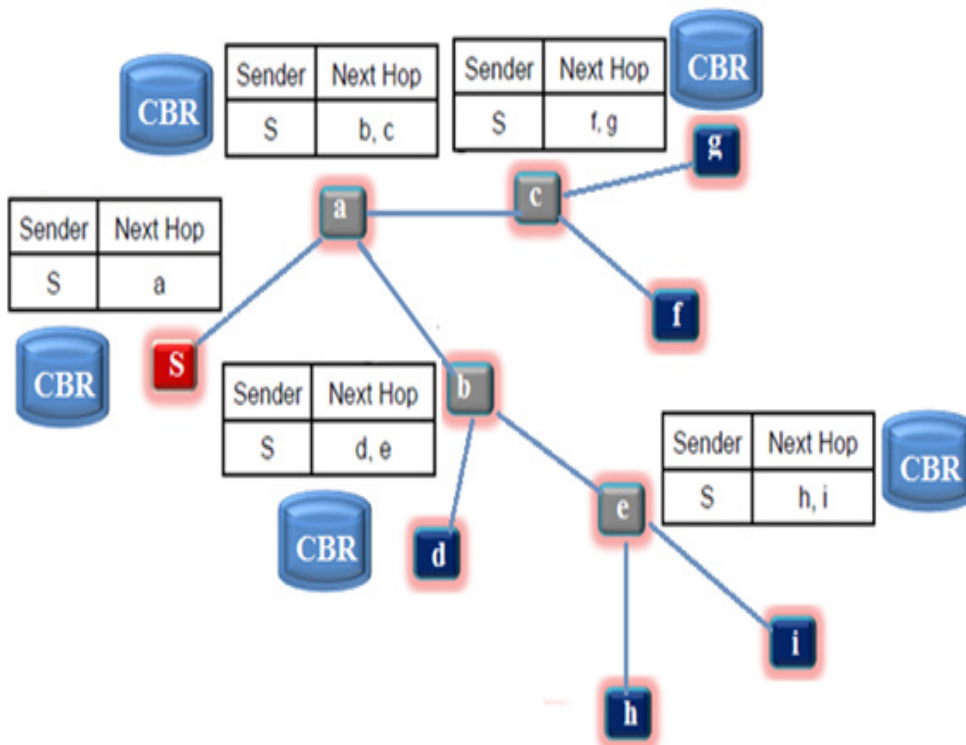 Sender Next Hop
S b, c
CBR
Sender Next Hop
S f, g
CBR
g
a
c
Sender Next Hop
S a
f
CBR
S
b
Sender Next Hop
S d, e
Sender Next Hop
S h, i
CBR
e
CBR
d
i
h